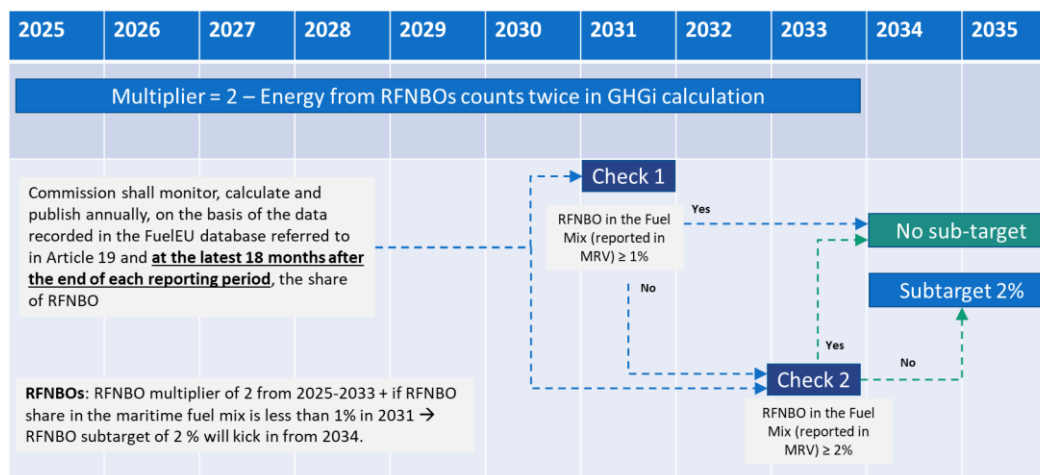 2025 2026 2027 2028 2029 2030 2031 2032 2033 2034 2035
Multiplier = 2 – Energy from RFNBOs counts twice in GHGi calculation
Commission shall monitor, calculate and
publish annually, on the basis of the data
recorded in the FuelEU database referred to
in Article 19 and at the latest 18 months after
the end of each reporting period, the share
of RFNBO
Check 1
RFNBO in the Fuel
Mix (reported in
MRV) ≥ 1%
Yes
No
No sub-target
Subtarget 2%
Yes
No
Check 2
RFNBO in the Fuel
Mix (reported in
MRV) ≥ 2%
RFNBOs: RFNBO multiplier of 2 from 2025-2033 + if RFNBO
share in the maritime fuel mix is less than 1% in 2031 →
RFNBO subtarget of 2 % will kick in from 2034.